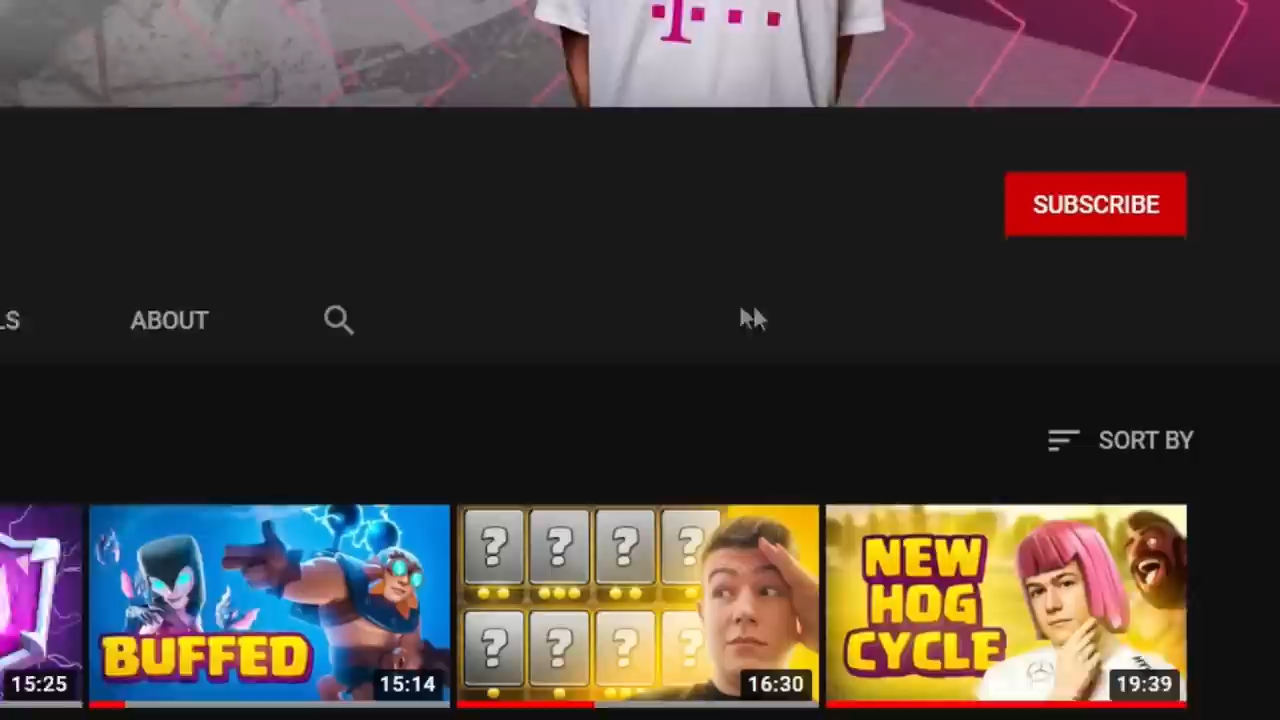 T
SUBSCRIBE
LS
ABOUT
SORT BY
? ? ? ?
NEW
HOG
CYCLE
BUFFED
? ? ? ?
15:25
15:14
16:30
19:39